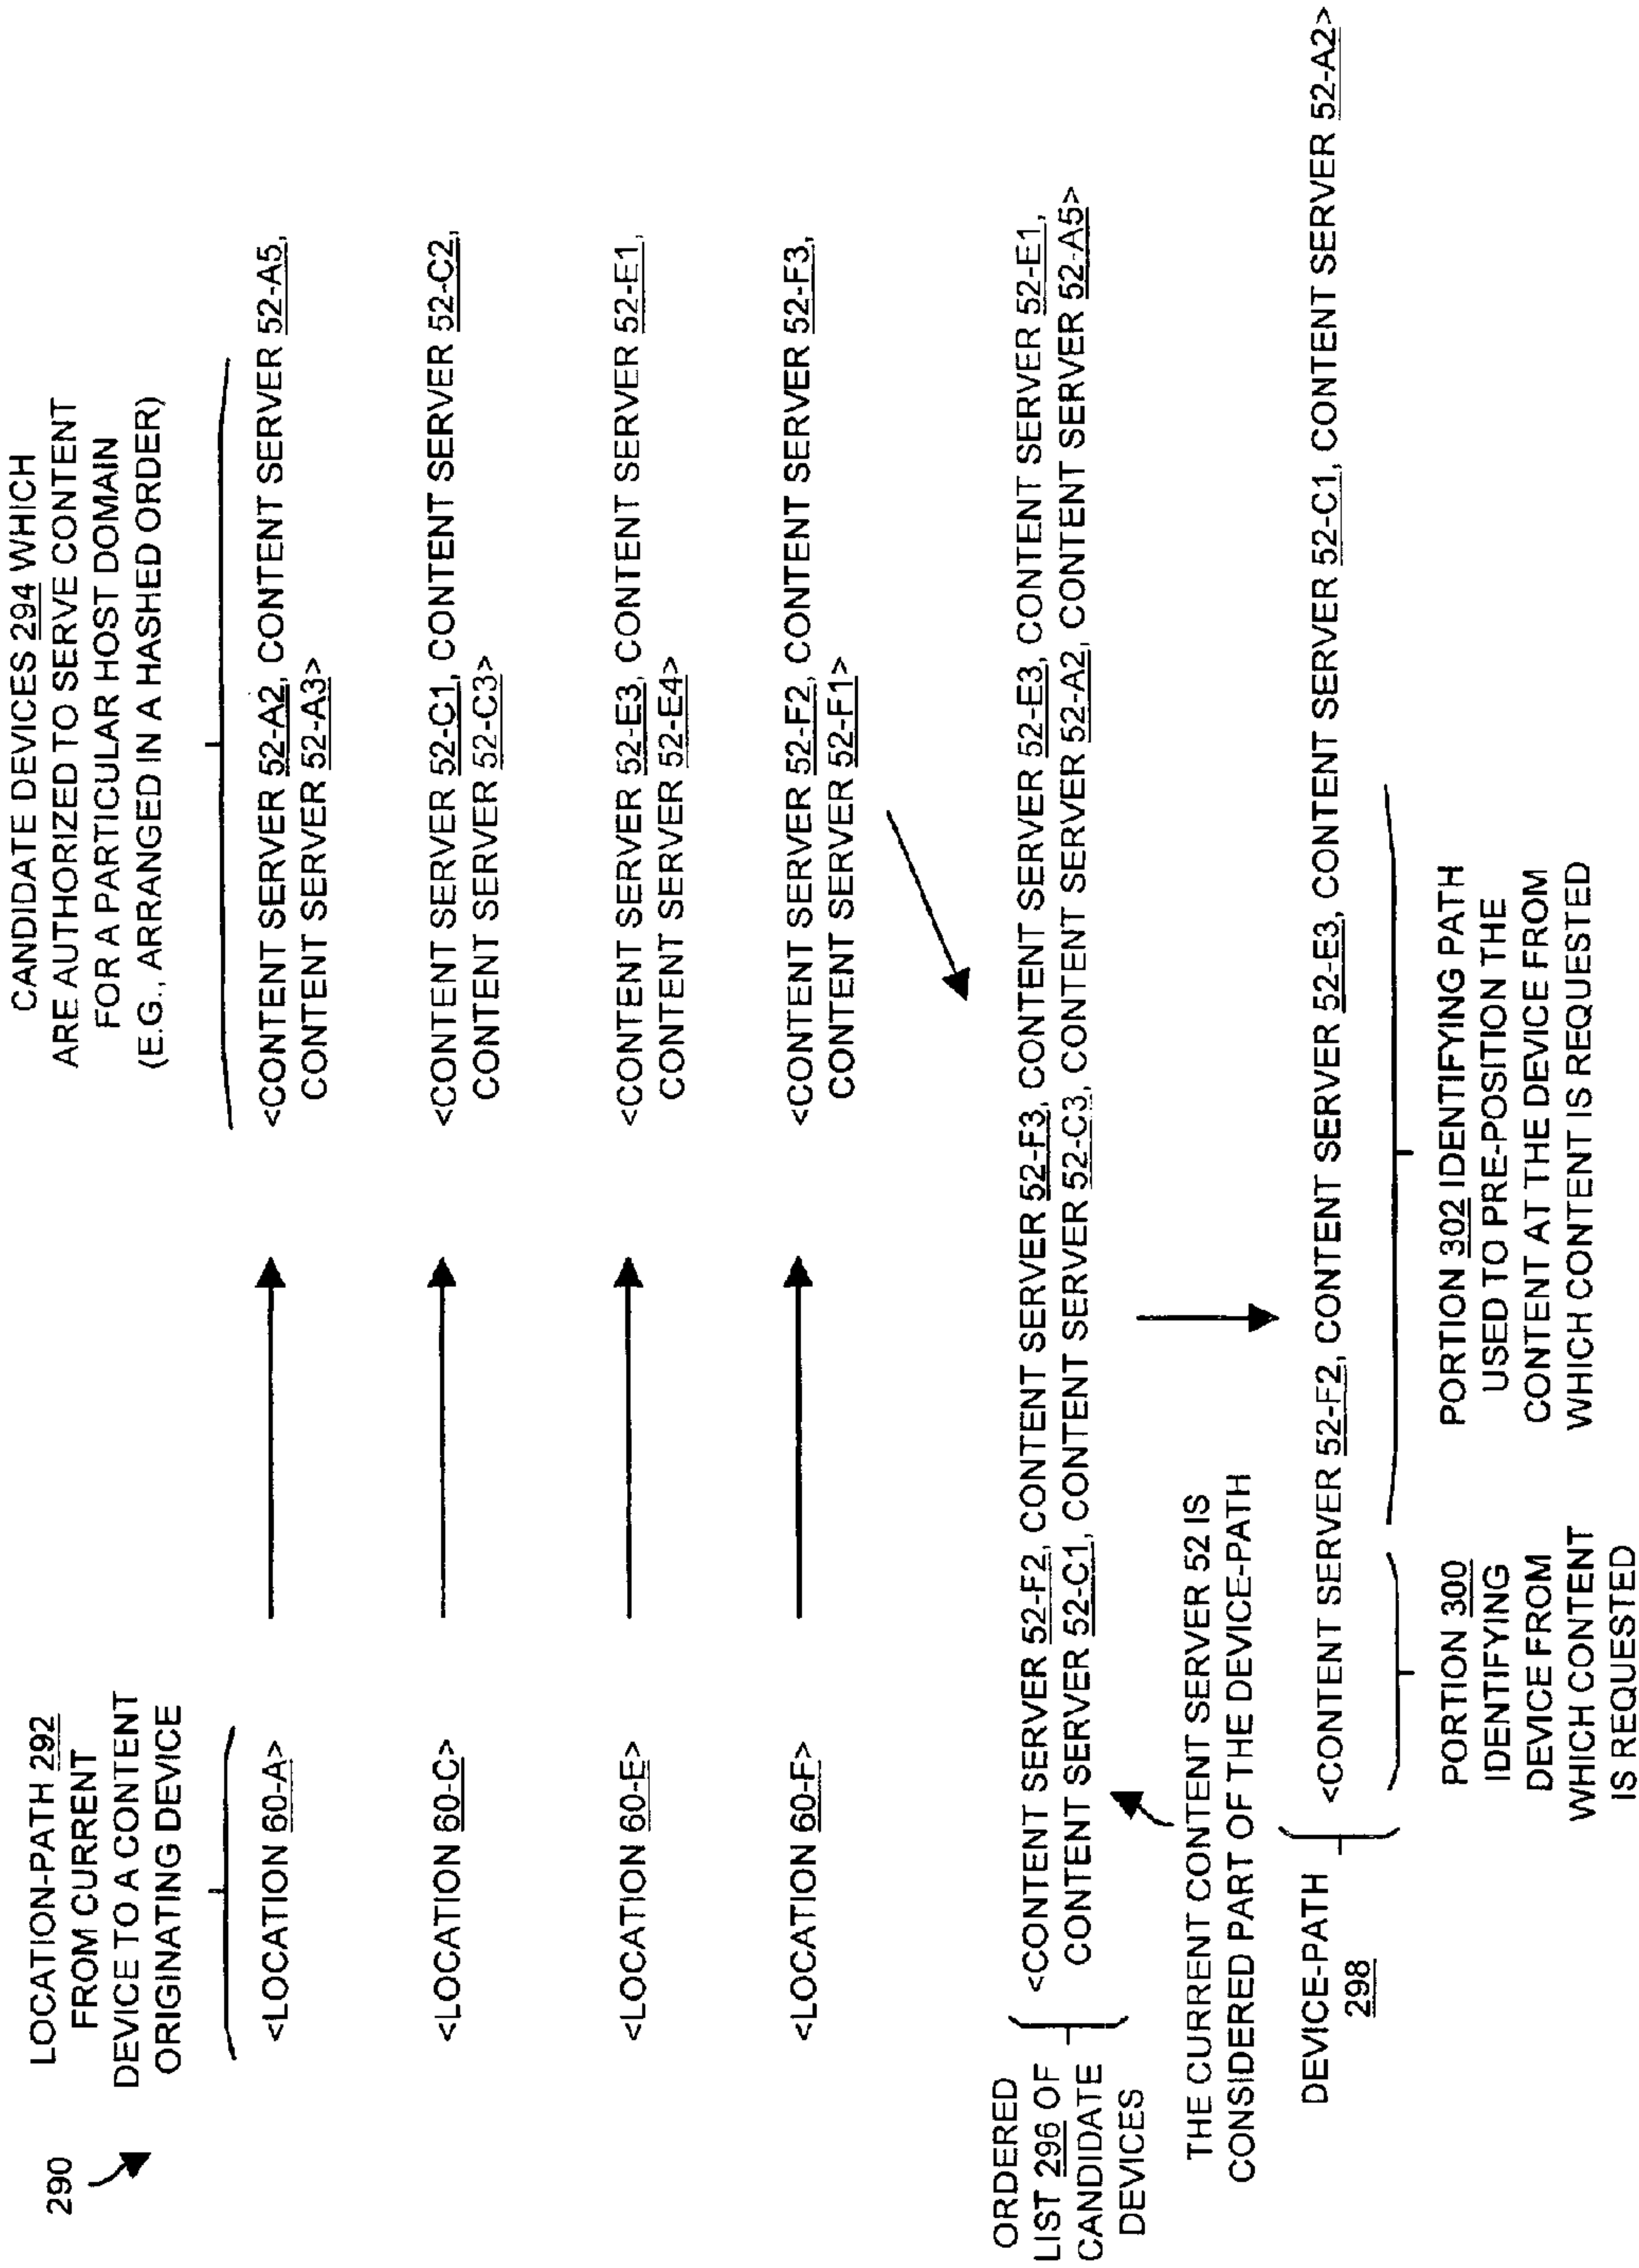 290
LOCATION-PATH 292
FROM CURRENT
DEVICE TO A CONTENT
ORIGINATING DEVICE
CANDIDATE DEVICES 294 WHICH
ARE AUTHORIZED TO SERVE CONTENT
FOR A PARTICULAR HOST DOMAIN
(E.G., ARRANGED IN A HASHED ORDER)
<LOCATION 60-A>
<CONTENT SERVER 52-A2, CONTENT SERVER 52-A5,
CONTENT SERVER 52-A3>
<LOCATION 60-C>
<CONTENT SERVER 52-C1, CONTENT SERVER 52-C2,
CONTENT SERVER 52-C3>
<LOCATION 60-E>
<CONTENT SERVER 52-E3, CONTENT SERVER 52-E1,
CONTENT SERVER 52-E4>
<LOCATION 60-F>
<CONTENT SERVER 52-F2, CONTENT SERVER 52-F3,
CONTENT SERVER 52-F1>
ORDERED
LIST 296 OF
CANDIDATE
DEVICES
<CONTENT SERVER 52-F2, CONTENT SERVER 52-F3, CONTENT SERVER 52-E3, CONTENT SERVER 52-E1,
CONTENT SERVER 52-C1, CONTENT SERVER 52-C3, CONTENT SERVER 52-A2, CONTENT SERVER 52-A5>
THE CURRENT CONTENT SERVER 52 IS
CONSIDERED PART OF THE DEVICE-PATH
DEVICE-PATH
298
<CONTENT SERVER 52-F2, CONTENT SERVER 52-E3, CONTENT SERVER 52-C1, CONTENT SERVER 52-A2>
PORTION 300
IDENTIFYING
DEVICE FROM
WHICH CONTENT
IS REQUESTED
PORTION 302 IDENTIFYING PATH
USED TO PRE-POSITION THE
CONTENT AT THE DEVICE FROM
WHICH CONTENT IS REQUESTED